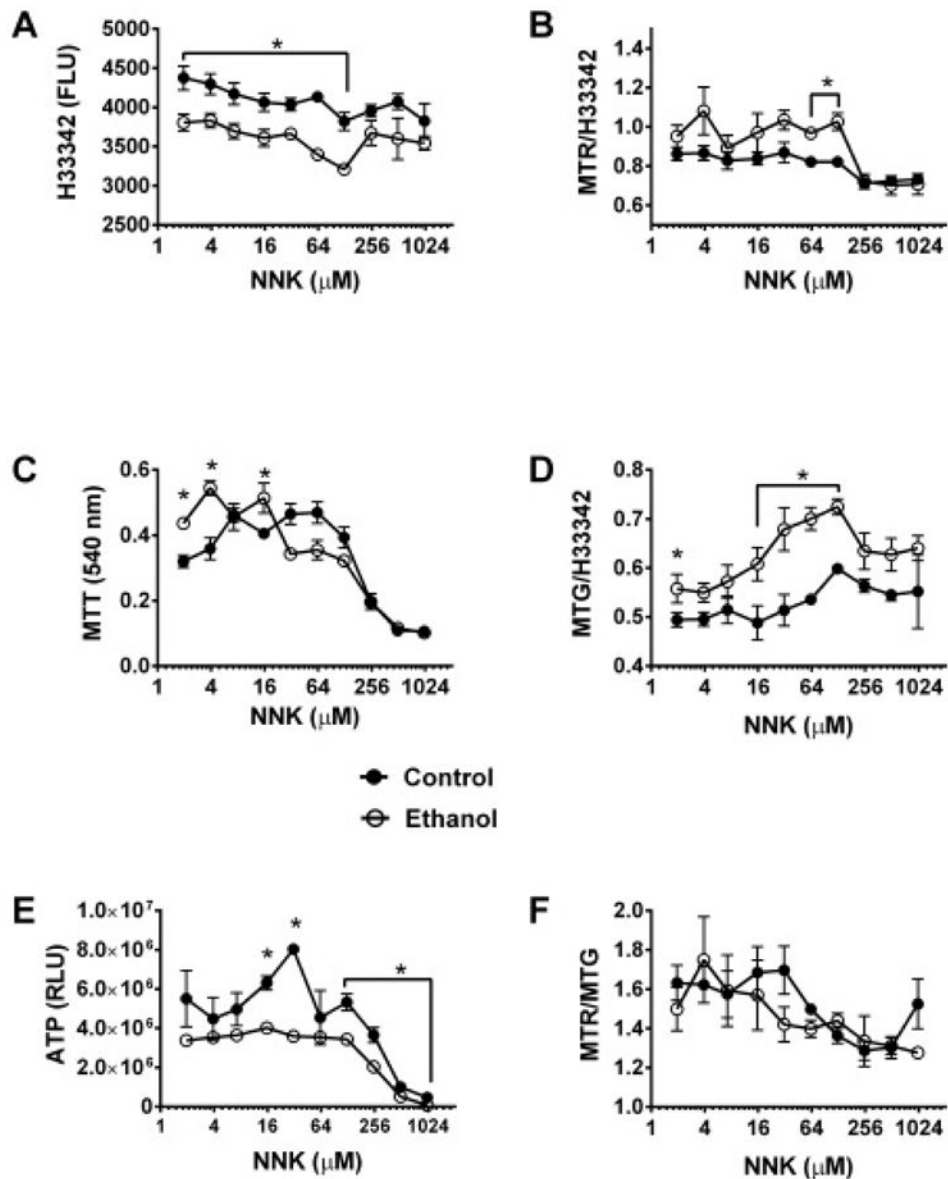 A
H33342 (FLU)
5000
4500
4000
3500
3000
2500
*
1 4 16 64 256 1024
NNK (μM)
B
MTR/H33342
1.4
1.2
1.0
0.8
0.6
*
1 4 16 64 256 1024
NNK (μM)
C
MTT (540 nm)
0.6
0.4
0.2
0.0
* * *
1 4 16 64 256 1024
NNK (μM)
D
MTG/H33342
0.8
0.7
0.6
0.5
0.4
* *
1 4 16 64 256 1024
NNK (μM)
Control
Ethanol
E
ATP (RLU)
1.0×10⁷
8.0×10⁶
6.0×10⁶
4.0×10⁶
2.0×10⁶
0
* * *
1 4 16 64 256 1024
NNK (μM)
F
MTR/MTG
2.0
1.8
1.6
1.4
1.2
1.0
1 4 16 64 256 1024
NNK (μM)